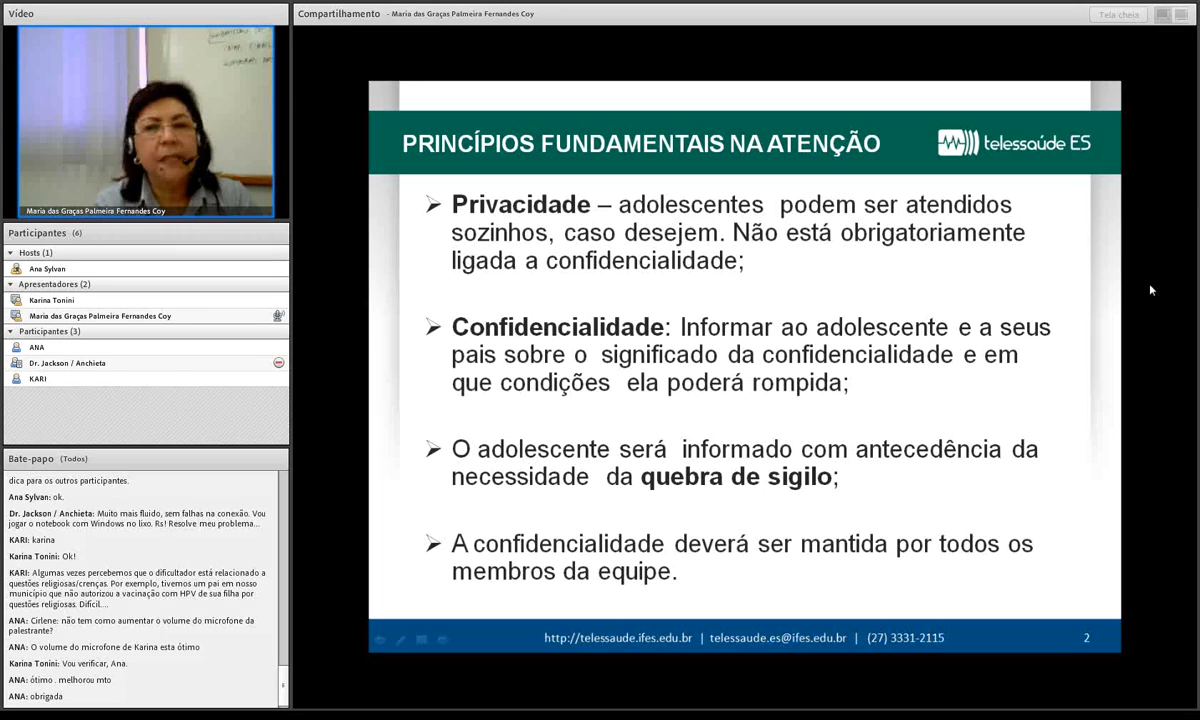 Vídeo
Maria das Graças Palmeira Fernandes Coy
Participantes (6)
Hosts (1)
Ana Sylvan
Apresentadores (2)
Karina Tonini
Maria das Graças Palmeira Fernandes Coy
Participantes (3)
ANA
Dr. Jackson / Anchieta
KARI
Bate-papo (Todos)
dica para os outros participantes.
Ana Sylvan: ok.
Dr. Jackson / Anchieta: Muito mais fluido, sem falhas na conexão. Vou
jogar o notebook com Windows no lixo. Rs! Resolve meu problema...
KARI: karina
Karina Tonini: Ok!
KARI: Algumas vezes percebemos que o dificultador está relacionado a
questões religiosas/crenças. Por exemplo, tivemos um pai em nosso
município que não autorizou a vacinação com HPV de sua filha por
questões religiosas. Difícil....
ANA: Cirlene: não tem como aumentar o volume do microfone da
palestrante?
ANA: O volume do microfone de Karina esta ótimo
Karina Tonini: Vou verificar, Ana.
ANA: ótimo . melhorou mto
ANA: obrigada
Compartilhamento - Maria das Graças Palmeira Fernandes Coy
Tela cheia
PRINCÍPIOS FUNDAMENTAIS NA ATENÇÃO
telessaúde ES
➢ Privacidade – adolescentes podem ser atendidos
sozinhos, caso desejem. Não está obrigatoriamente
ligada a confidencialidade;
➢ Confidencialidade: Informar ao adolescente e a seus
pais sobre o significado da confidencialidade e em
que condições ela poderá rompida;
➢ O adolescente será informado com antecedência da
necessidade da quebra de sigilo;
➢ A confidencialidade deverá ser mantida por todos os
membros da equipe.
http://telessaude.ifes.edu.br | telessaude.es@ifes.edu.br | (27) 3331-2115
2